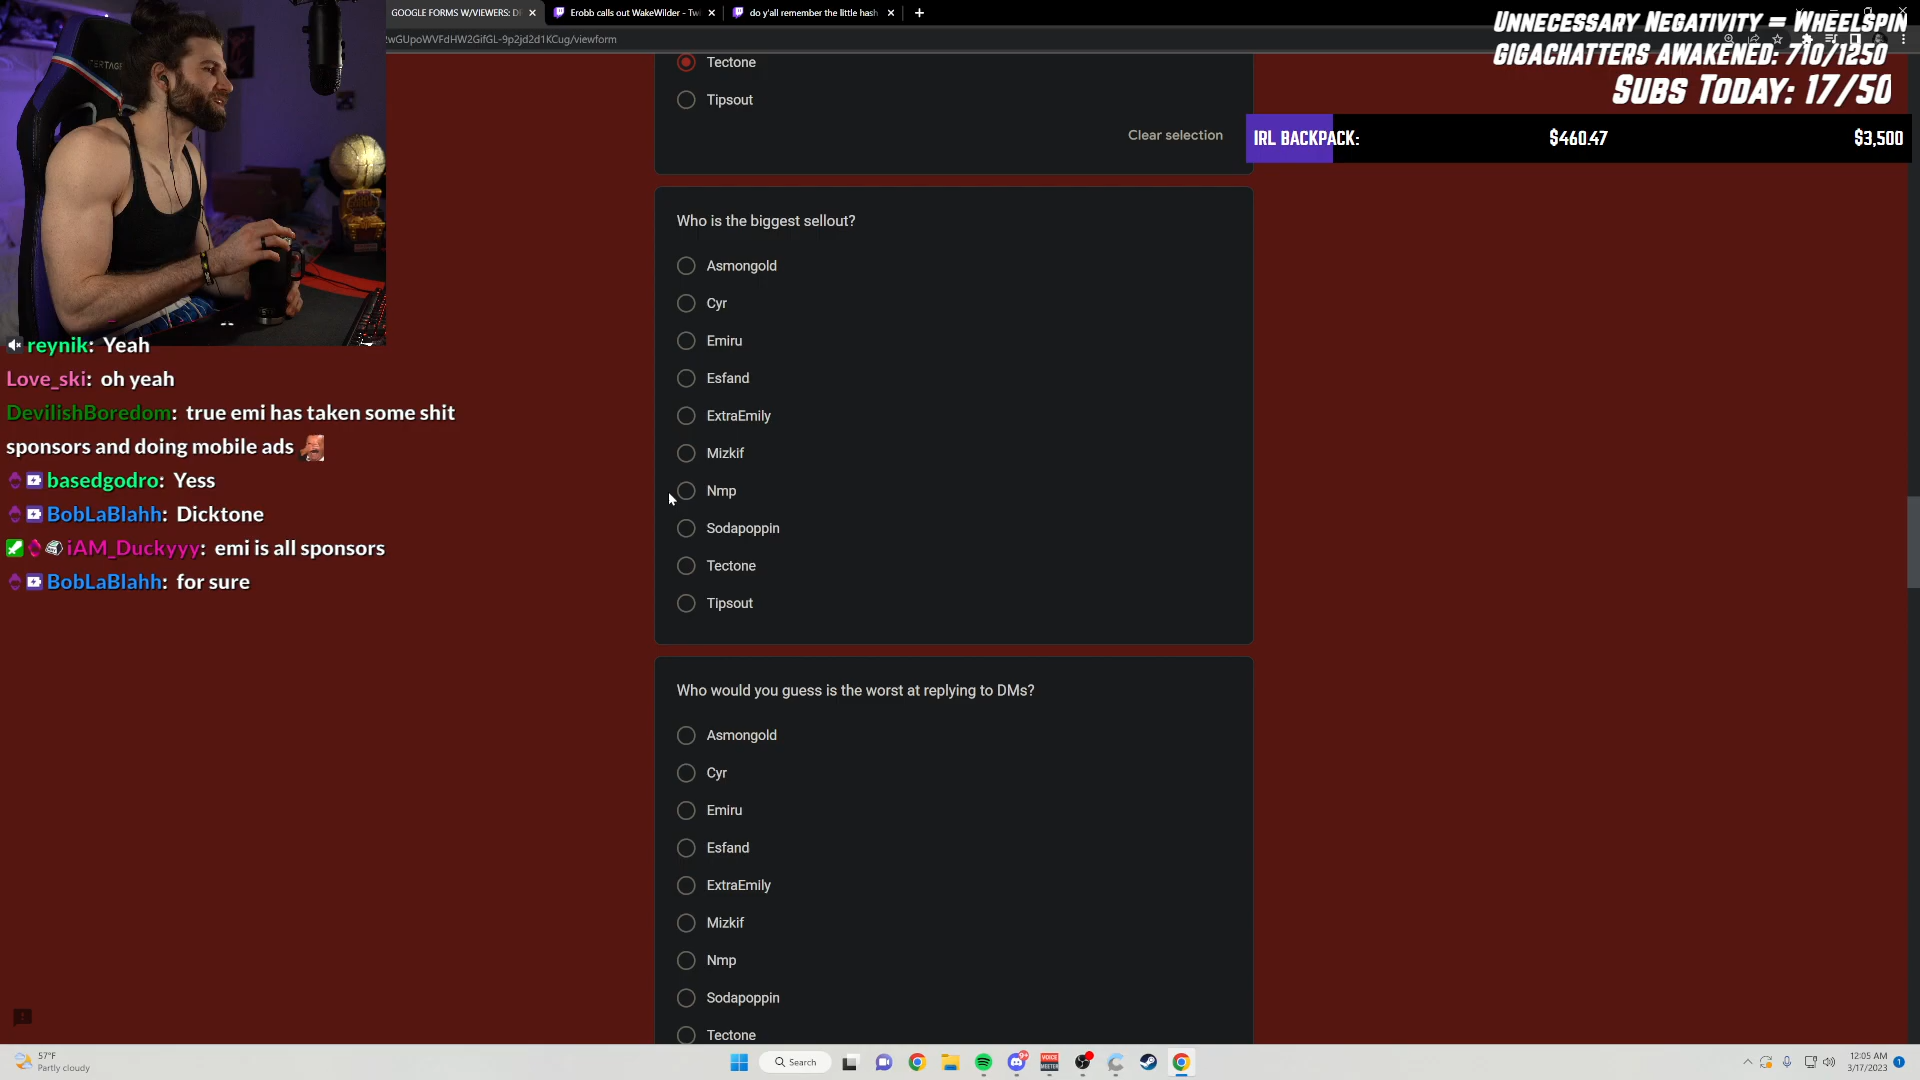 GOOGLE FORMS W/VIEWERS: DF
Erobb calls out WakeWilder - Twi
do y'all remember the little hash
2wGUpoWVFdHW2GifGL-9p2jd2d1KCug/viewform
UNNECESSARY NEGATIVITY = WHEELSPIN
GIGACHATTERS AWAKENED: 710/1250
SUBS TODAY: 17/50
IRL BACKPACK: $460.47 $3,500
Tectone
Tipsout
Clear selection
Who is the biggest sellout?
Asmongold
Cyr
Emiru
Esfand
ExtraEmily
Mizkif
Nmp
Sodapoppin
Tectone
Tipsout
Who would you guess is the worst at replying to DMs?
Asmongold
Cyr
Emiru
Esfand
ExtraEmily
Mizkif
Nmp
Sodapoppin
Tectone
reynik: Yeah
Love_ski: oh yeah
DevilishBoredom: true emi has taken some shit
sponsors and doing mobile ads
basedgodro: Yess
BobLaBlahh: Dicktone
iAM_Duckyyy: emi is all sponsors
BobLaBlahh: for sure
57°F
Partly cloudy
Search
12:05 AM
3/17/2023